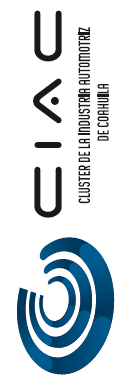 CIAC
CLUSTER DE LA INDUSTRIA AUTOMOTRIZ
DE COAHUILA